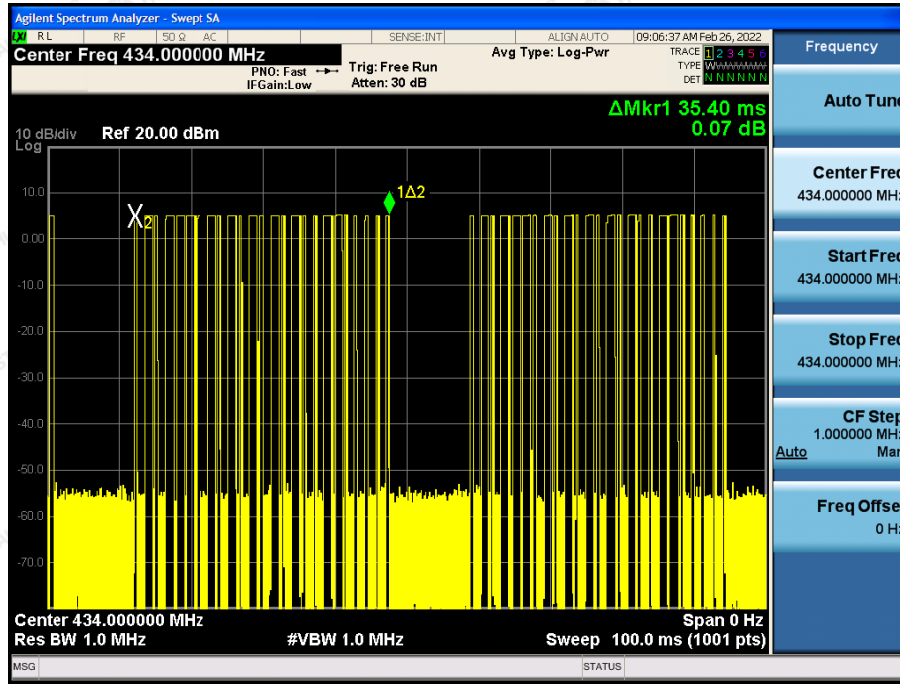 Agilent Spectrum Analyzer - Swept SA
LXI RL RF 50 Ω AC SENSE:INT ALIGN AUTO 09:06:37 AM Feb 26, 2022
Center Freq 434.000000 MHz
PNO: Fast
IFGain:Low
Trig: Free Run
Atten: 30 dB
Avg Type: Log-Pwr
TRACE 1 2 3 4 5 6
TYPE WWWWWW
DET N N N N N N
ΔMkr1 35.40 ms
0.07 dB
10 dB/div Ref 20.00 dBm
Log
10.0
0.00
-10.0
-20.0
-30.0
-40.0
-50.0
-60.0
-70.0
X2
1Δ2
Center 434.000000 MHz Span 0 Hz
Res BW 1.0 MHz #VBW 1.0 MHz Sweep 100.0 ms (1001 pts)
MSG STATUS
Frequency
Auto Tune
Center Freq
434.000000 MHz
Start Freq
434.000000 MHz
Stop Freq
434.000000 MHz
CF Step
1.000000 MHz
Auto Man
Freq Offset
0 Hz